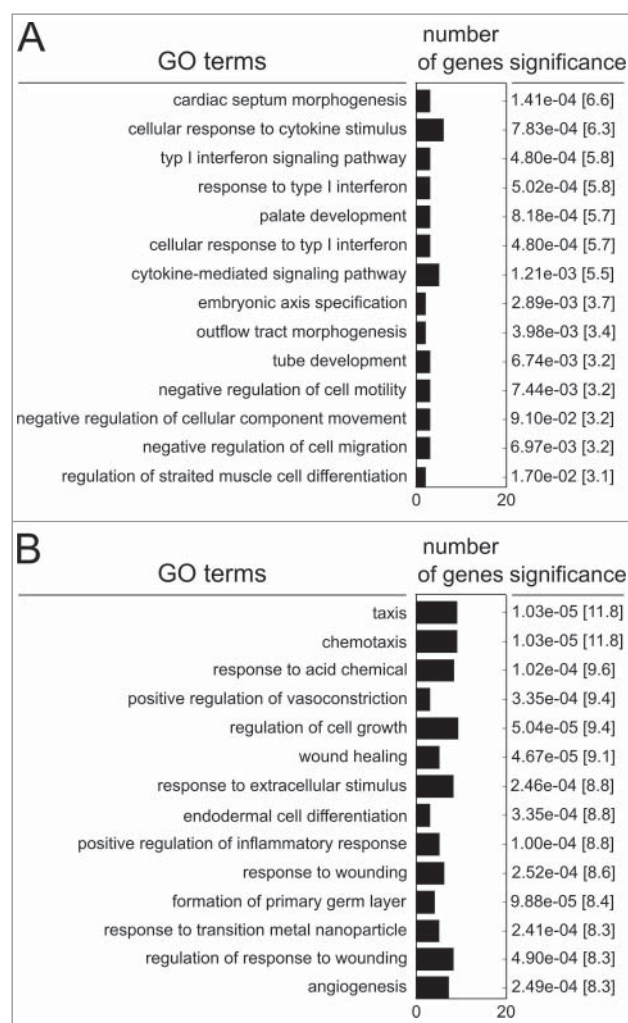 A
GO terms
number
of genes significance
cardiac septum morphogenesis 1.41e-04 [6.6]
cellular response to cytokine stimulus 7.83e-04 [6.3]
typ I interferon signaling pathway 4.80e-04 [5.8]
response to type I interferon 5.02e-04 [5.8]
palate development 8.18e-04 [5.7]
cellular response to typ I interferon 4.80e-04 [5.7]
cytokine-mediated signaling pathway 1.21e-03 [5.5]
embryonic axis specification 2.89e-03 [3.7]
outflow tract morphogenesis 3.98e-03 [3.4]
tube development 6.74e-03 [3.2]
negative regulation of cell motility 7.44e-03 [3.2]
negative regulation of cellular component movement 9.10e-02 [3.2]
negative regulation of cell migration 6.97e-03 [3.2]
regulation of straited muscle cell differentiation 1.70e-02 [3.1]
0 20
B
GO terms
number
of genes significance
taxis 1.03e-05 [11.8]
chemotaxis 1.03e-05 [11.8]
response to acid chemical 1.02e-04 [9.6]
positive regulation of vasoconstriction 3.35e-04 [9.4]
regulation of cell growth 5.04e-05 [9.4]
wound healing 4.67e-05 [9.1]
response to extracellular stimulus 2.46e-04 [8.8]
endodermal cell differentiation 3.35e-04 [8.8]
positive regulation of inflammatory response 1.00e-04 [8.8]
response to wounding 2.52e-04 [8.6]
formation of primary germ layer 9.88e-05 [8.4]
response to transition metal nanoparticle 2.41e-04 [8.3]
regulation of response to wounding 4.90e-04 [8.3]
angiogenesis 2.49e-04 [8.3]
0 20